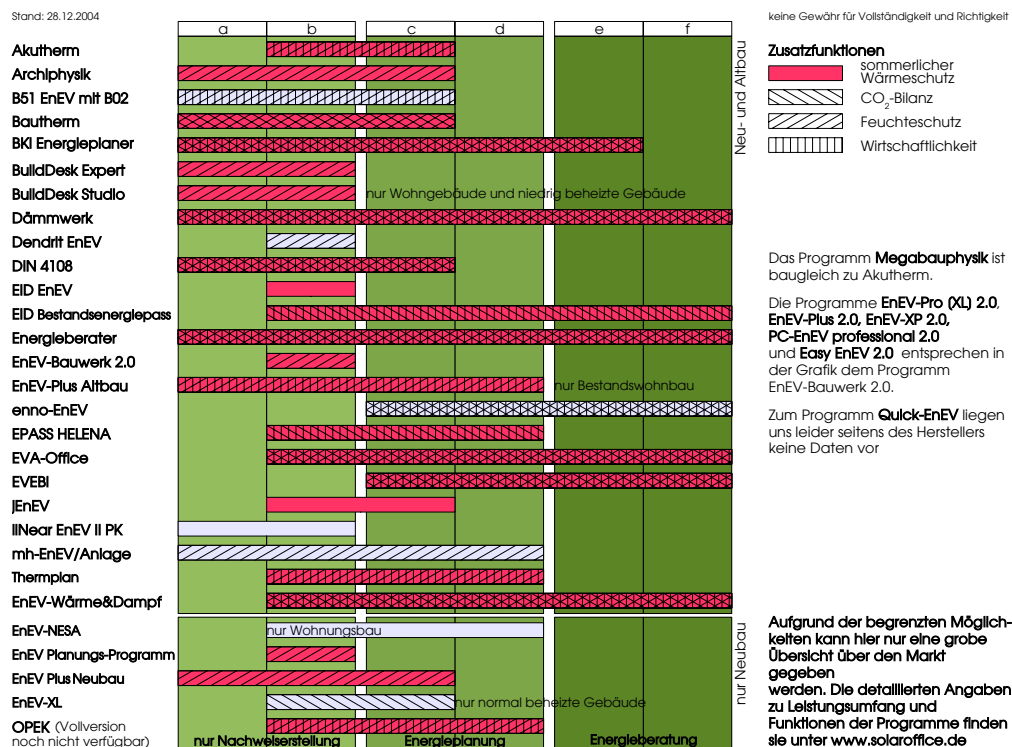 Stand: 28.12.2004
keine Gewähr für Vollständigkeit und Richtigkeit
a b c d e f
Akutherm
Archiphysik
B51 EnEV mit B02
Bautherm
BKI Energieplaner
BuildDesk Expert
BuildDesk Studio
nur Wohngebäude und niedrig beheizte Gebäude
Dämmwerk
Dendrit EnEV
DIN 4108
EID EnEV
EID Bestandsenergiepass
Energieberater
EnEV-Bauwerk 2.0
EnEV-Plus Altbau
nur Bestandswohnbau
enno-EnEV
EPASS HELENA
EVA-Office
EVEBI
jEnEV
liNear EnEV II PK
mh-EnEV/Anlage
Thermplan
EnEV-Wärme&Dampf
Neu- und Altbau
EnEV-NESA
nur Wohnungsbau
EnEV Planungs-Programm
EnEV Plus Neubau
EnEV-XL
nur normal beheizte Gebäude
OPEK (Vollversion
noch nicht verfügbar)
nur Nachweiserstellung
Energieplanung
Energieberatung
nur Neubau
Zusatzfunktionen
sommerlicher
Wärmeschutz
CO2-Bilanz
Feuchteschutz
Wirtschaftlichkeit
Das Programm Megabauphysik ist
baugleich zu Akutherm.
Die Programme EnEV-Pro (XL) 2.0,
EnEV-Plus 2.0, EnEV-XP 2.0,
PC-EnEV professional 2.0
und Easy EnEV 2.0 entsprechen in
der Grafik dem Programm
EnEV-Bauwerk 2.0.
Zum Programm Quick-EnEV liegen
uns leider seitens des Herstellers
keine Daten vor
Aufgrund der begrenzten Möglich-
keiten kann hier nur eine grobe
Übersicht über den Markt
gegeben
werden. Die detaillierten Angaben
zu Leistungsumfang und
Funktionen der Programme finden
sie unter www.solaroffice.de